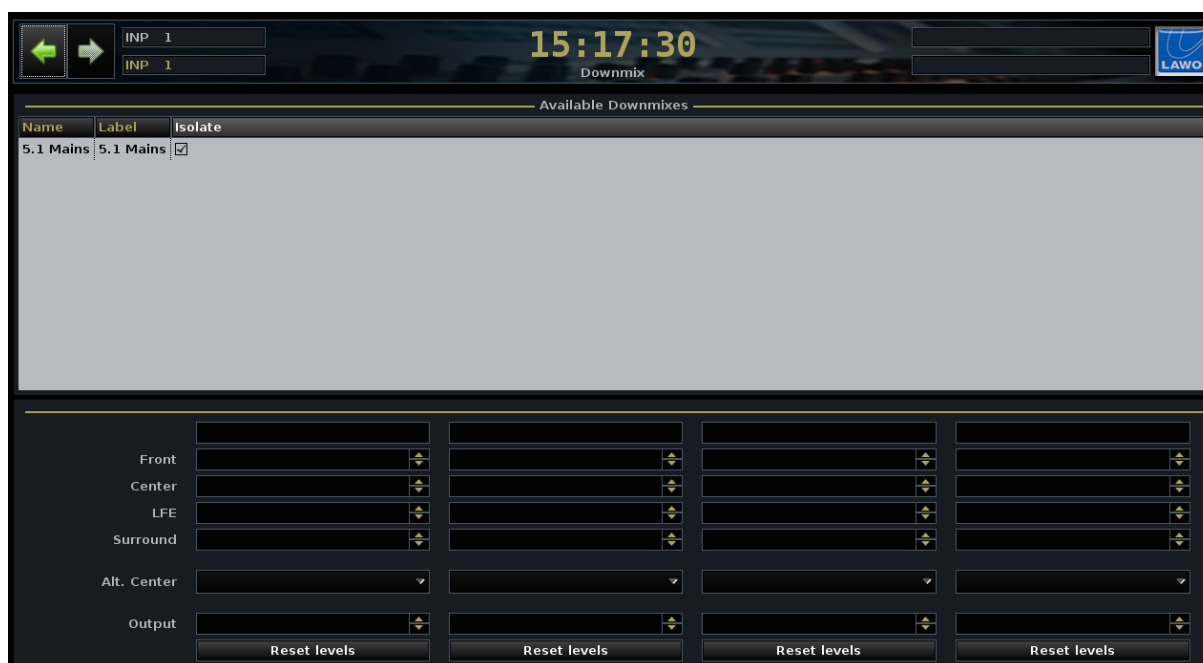 INP 1
INP 1
15:17:30
Downmix
LAWO
Available Downmixes
Name Label Isolate
5.1 Mains 5.1 Mains
Front
Center
LFE
Surround
Alt. Center
Output
Reset levels Reset levels Reset levels Reset levels